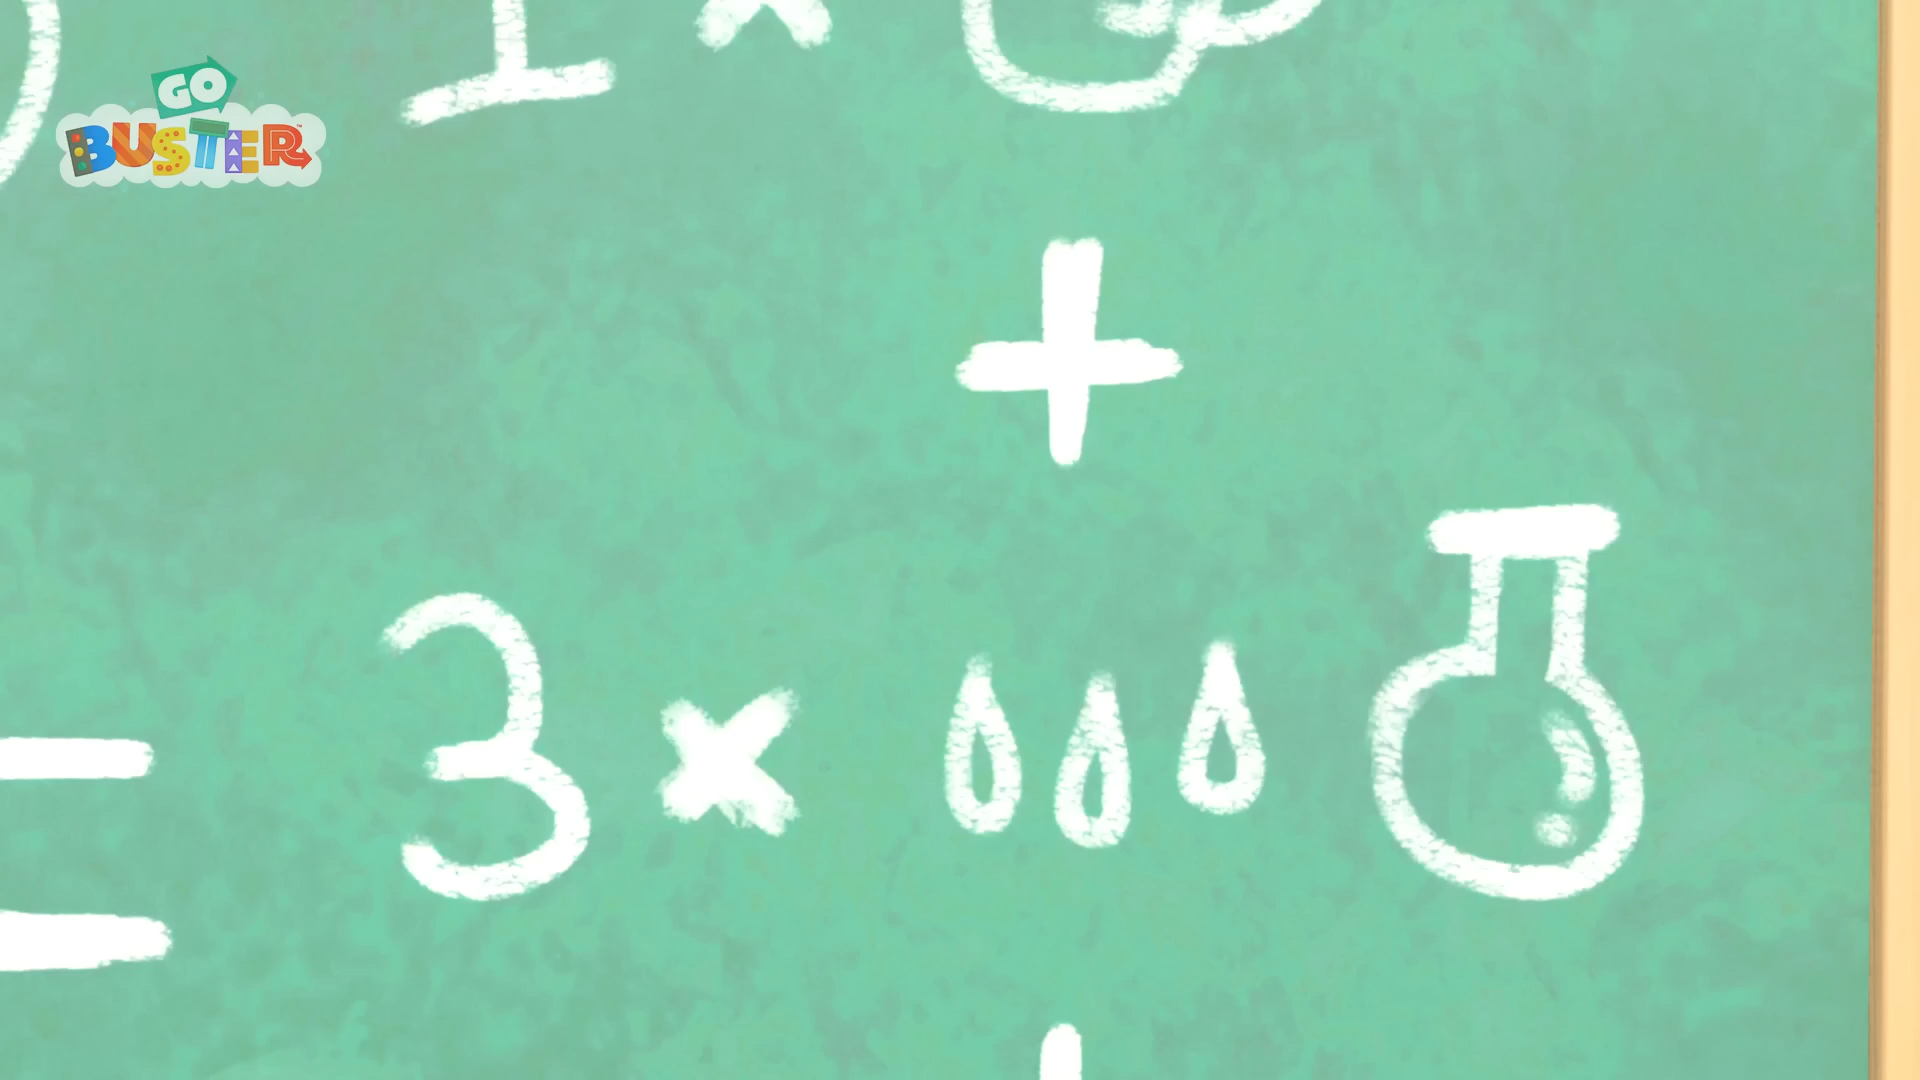 GO
BUSTER
1 ×
+
= 3 ×